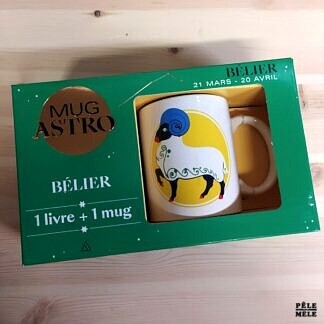 BÉLIER
21 MARS - 20 AVRIL
MUG
ASTRO
BÉLIER
1 livre + 1 mug
PÊLE
MÊLE